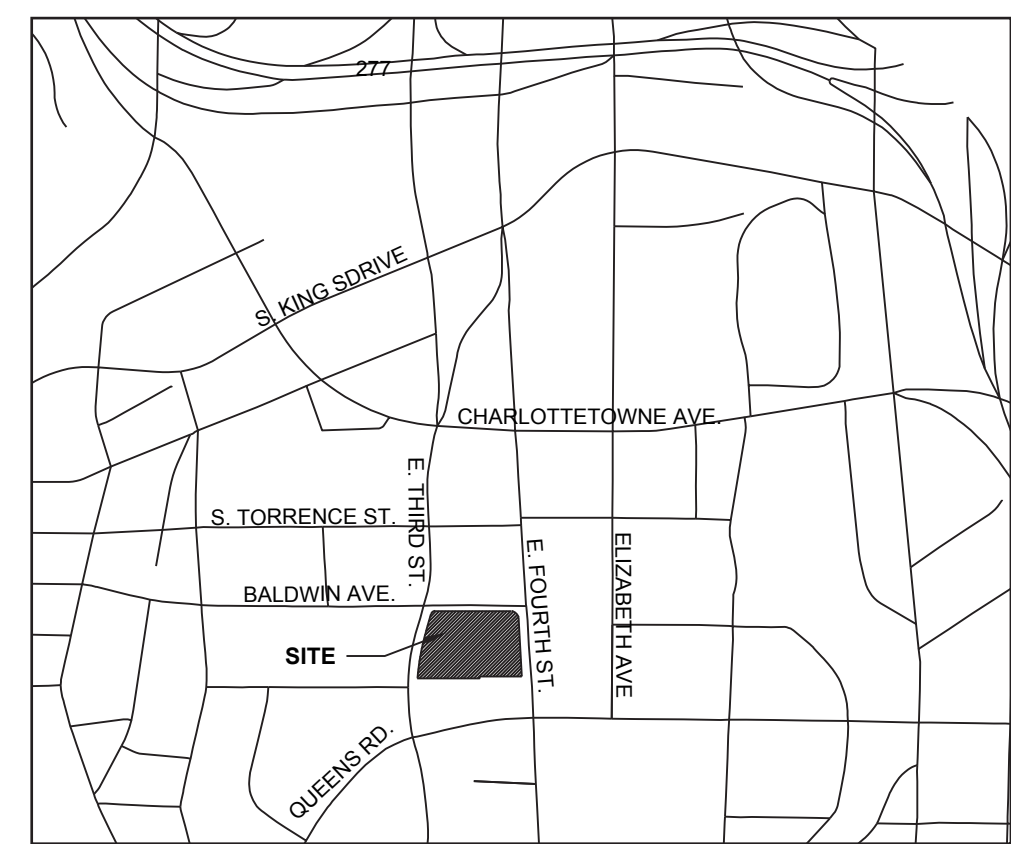 277
S. KING SDRIVE
CHARLOTTETOWNE AVE.
E. THIRD ST.
S. TORRENCE ST.
E. FOURTH ST.
ELIZABETH AVE
BALDWIN AVE.
SITE
QUEENS RD.